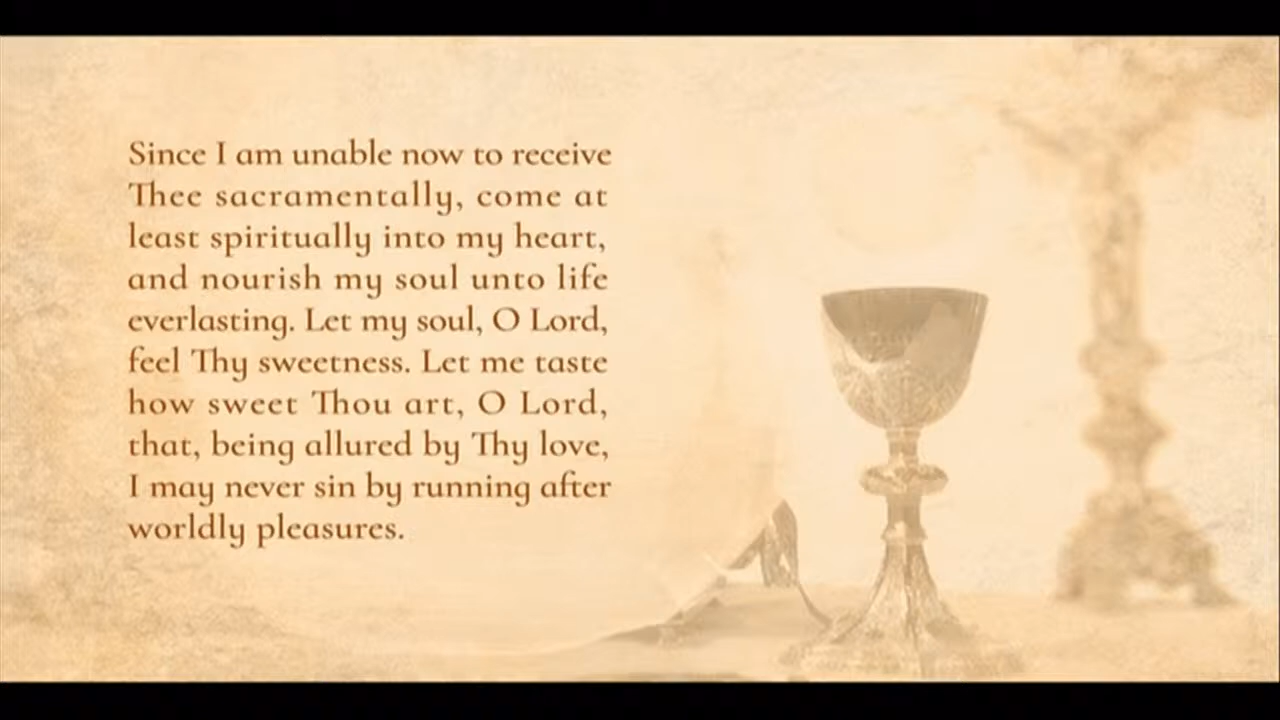 Since I am unable now to receive
Thee sacramentally, come at
least spiritually into my heart,
and nourish my soul unto life
everlasting. Let my soul, O Lord,
feel Thy sweetness. Let me taste
how sweet Thou art, O Lord,
that, being allured by Thy love,
I may never sin by running after
worldly pleasures.